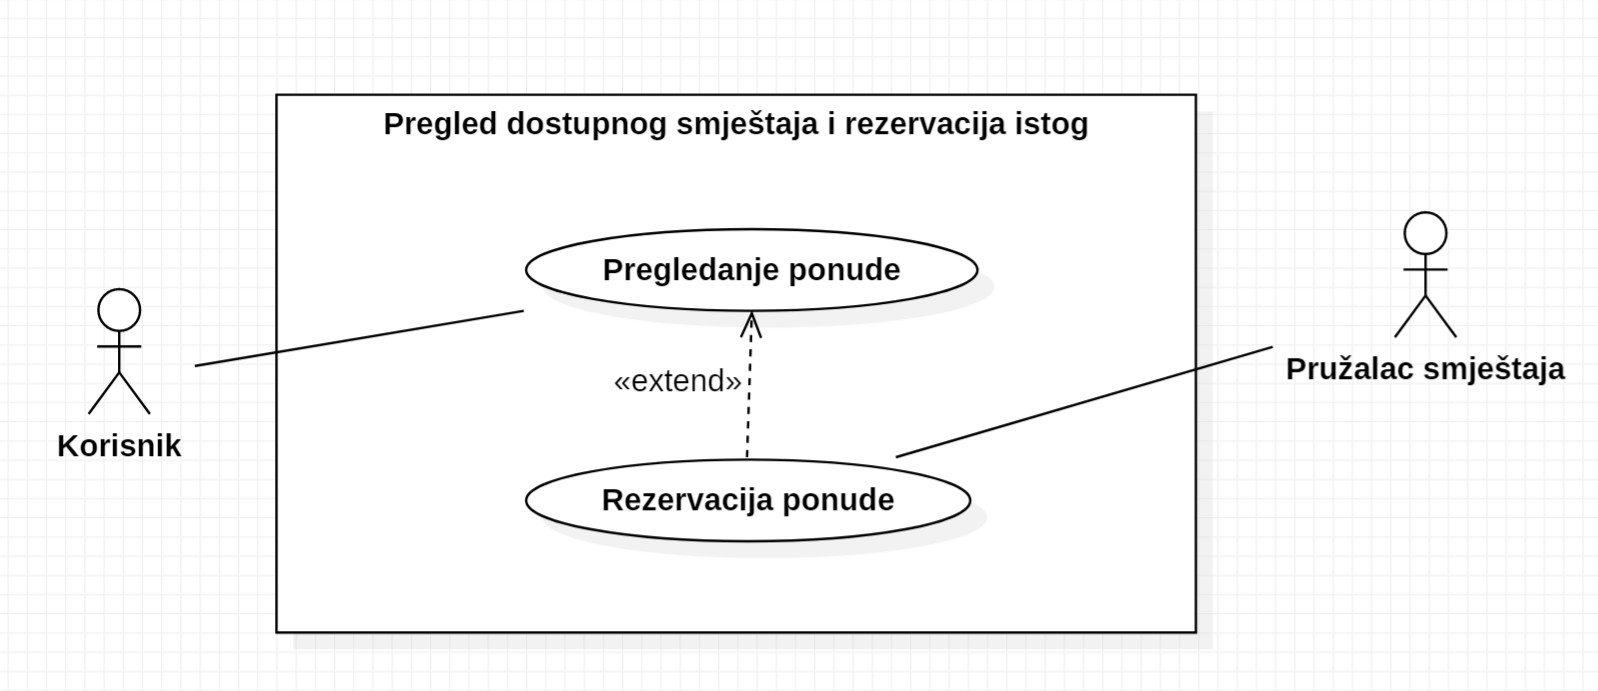 Pregled dostupnog smještaja i rezervacija istog
Pregledanje ponude
«extend»
Rezervacija ponude
Korisnik
Pružalac smještaja